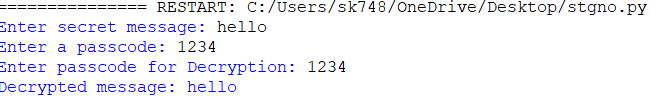 =============== RESTART: C:/Users/sk748/OneDrive/Desktop/stgno.py
Enter secret message: hello
Enter a passcode: 1234
Enter passcode for Decryption: 1234
Decrypted message: hello